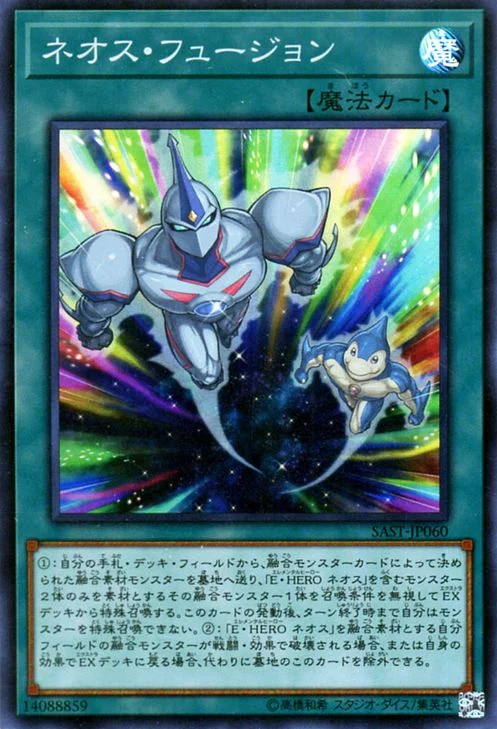 ネオス・フュージョン
魔
【魔法カード】
SAST-JP060
①:自分の手札・デッキ・フィールドから、融合モンスターカードによって決め
られた融合素材モンスターを墓地へ送り、「E・HERO ネオス」を含むモンスター
2体のみを素材とするその融合モンスター1体を召喚条件を無視してEX
デッキから特殊召喚する。このカードの発動後、ターン終了時まで自分はモン
スターを特殊召喚できない。②:「E・HERO ネオス」を融合素材とする自分
フィールドの融合モンスターが戦闘・効果で破壊される場合、または自身の
効果でEXデッキに戻る場合、代わりに墓地のこのカードを除外できる。
14088859
©高橋和希 スタジオ・ダイス/集英社